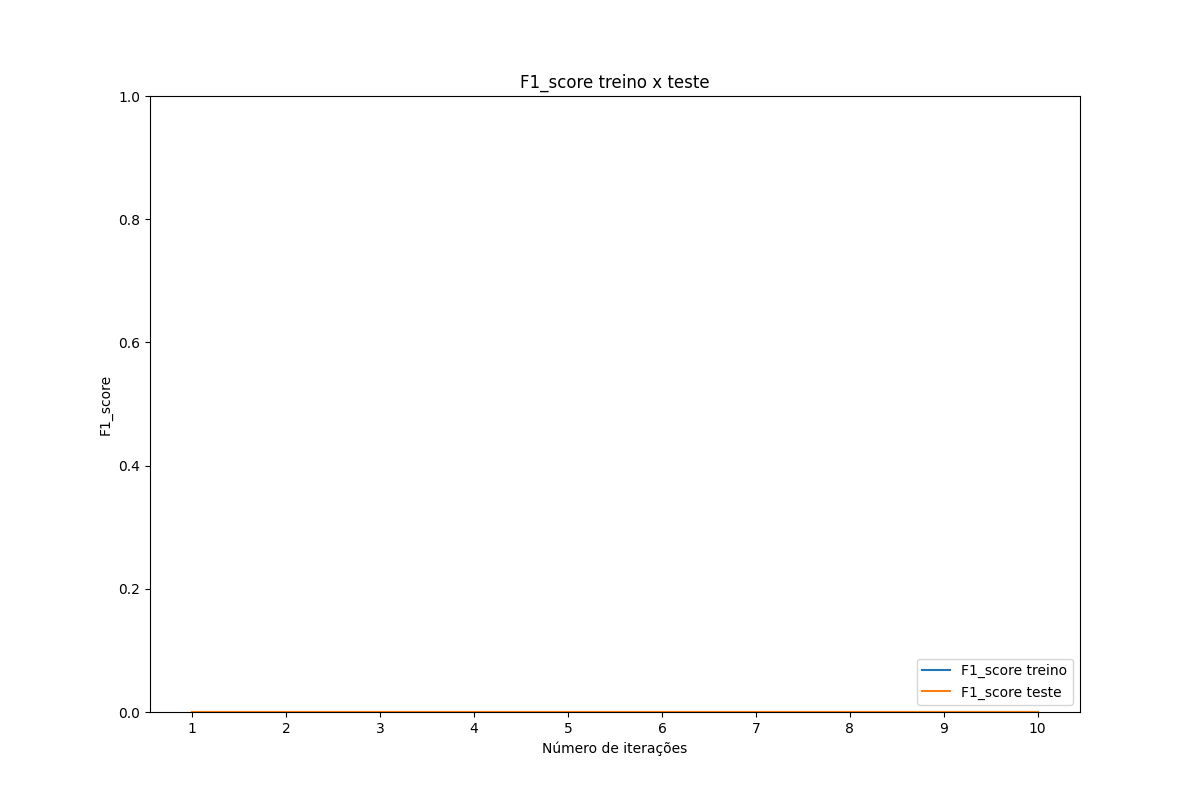 F1_score treino x teste
1.0
0.8
0.6
0.4
0.2
0.0
F1_score
F1_score treino
F1_score teste
1 2 3 4 5 6 7 8 9 10
Número de iterações